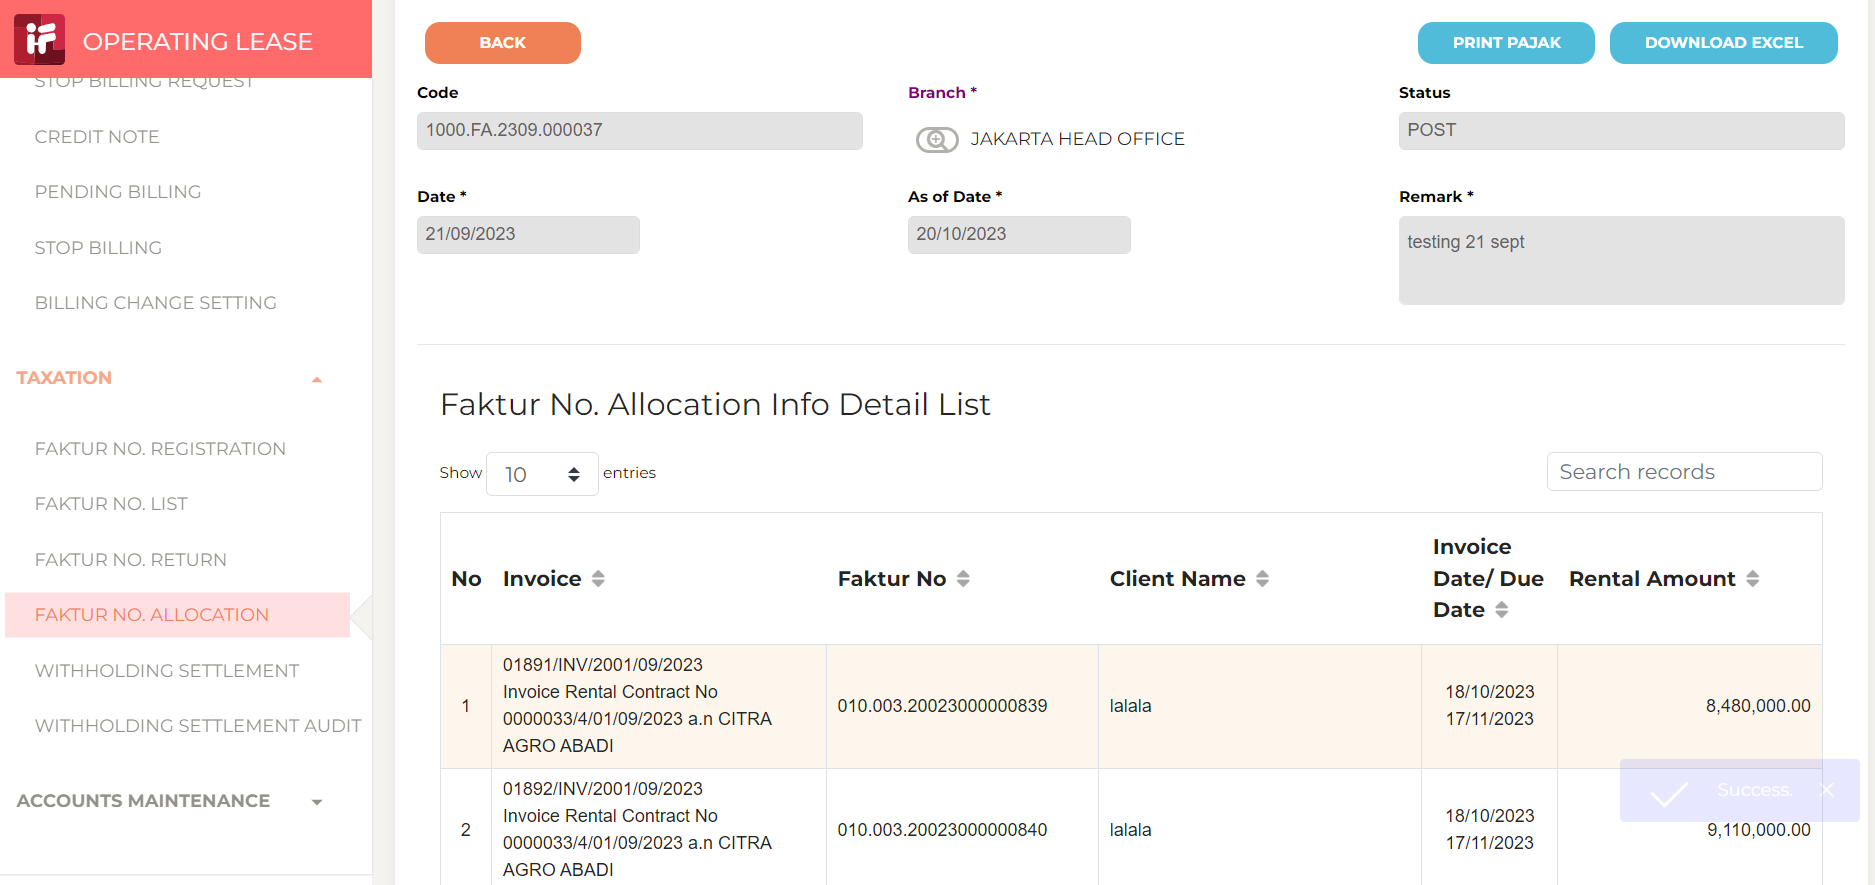 iF OPERATING LEASE
STOP BILLING REQUEST
CREDIT NOTE
PENDING BILLING
STOP BILLING
BILLING CHANGE SETTING
TAXATION
FAKTUR NO. REGISTRATION
FAKTUR NO. LIST
FAKTUR NO. RETURN
FAKTUR NO. ALLOCATION
WITHHOLDING SETTLEMENT
WITHHOLDING SETTLEMENT AUDIT
ACCOUNTS MAINTENANCE
BACK PRINT PAJAK DOWNLOAD EXCEL
Code Branch * Status
1000.FA.2309.000037 JAKARTA HEAD OFFICE POST
Date * As of Date * Remark *
21/09/2023 20/10/2023 testing 21 sept
Faktur No. Allocation Info Detail List
Show 10 entries Search records
No Invoice Faktur No Client Name Invoice Date/ Due Date Rental Amount
01891/INV/2001/09/2023
Invoice Rental Contract No 18/10/2023
1 010.003.20023000000839 lalala 8,480,000.00
0000033/4/01/09/2023 a.n CITRA 17/11/2023
AGRO ABADI
01892/INV/2001/09/2023 Success.
Invoice Rental Contract No 18/10/2023
2 010.003.20023000000840 lalala 9,110,000.00
0000033/4/01/09/2023 a.n CITRA 17/11/2023
AGRO ABADI